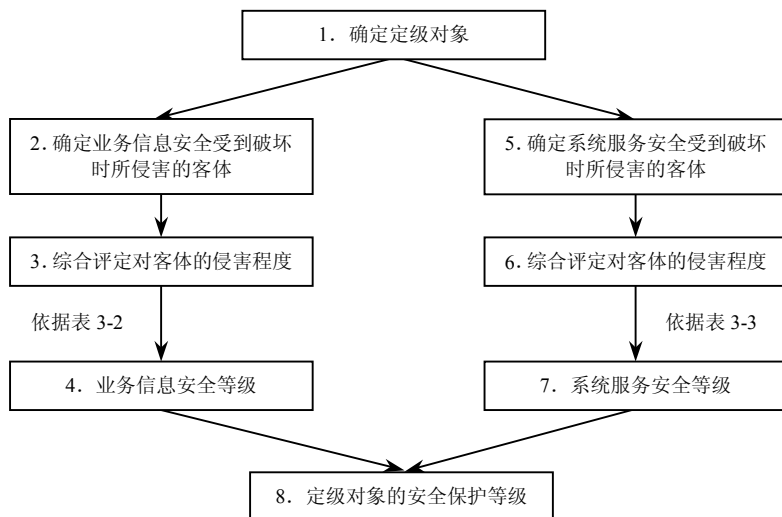 1. 确定定级对象
2. 确定业务信息安全受到破坏
时所侵害的客体
5. 确定系统服务安全受到破坏
时所侵害的客体
3. 综合评定对客体的侵害程度
6. 综合评定对客体的侵害程度
依据表 3-2
依据表 3-3
4. 业务信息安全等级
7. 系统服务安全等级
8. 定级对象的安全保护等级